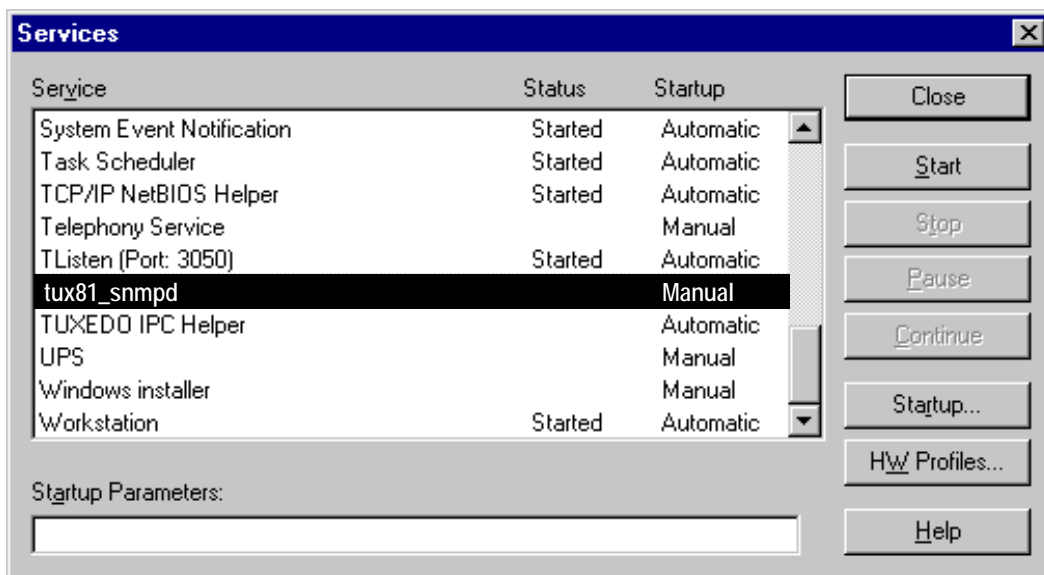 Services
Service Status Startup
System Event Notification Started Automatic
Task Scheduler Started Automatic
TCP/IP NetBIOS Helper Started Automatic
Telephony Service Manual
TListen (Port: 3050) Started Automatic
tux81_snmpd Manual
TUXEDO IPC Helper Automatic
UPS Manual
Windows installer Manual
Workstation Started Automatic
Startup Parameters:
Close
Start
Stop
Pause
Continue
Startup...
HW Profiles...
Help